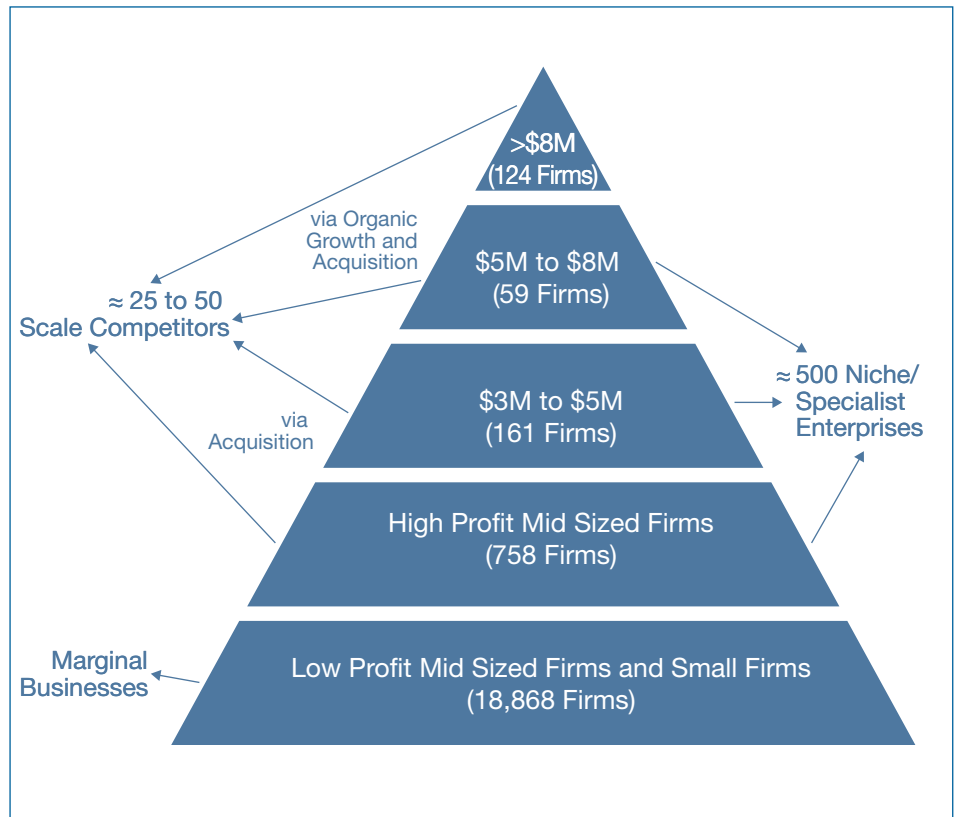 >$8M
(124 Firms)
via Organic
Growth and
Acquisition
$5M to $8M
(59 Firms)
≈ 25 to 50
Scale Competitors
≈ 500 Niche/
Specialist
Enterprises
$3M to $5M
(161 Firms)
via
Acquisition
High Profit Mid Sized Firms
(758 Firms)
Marginal
Businesses
Low Profit Mid Sized Firms and Small Firms
(18,868 Firms)